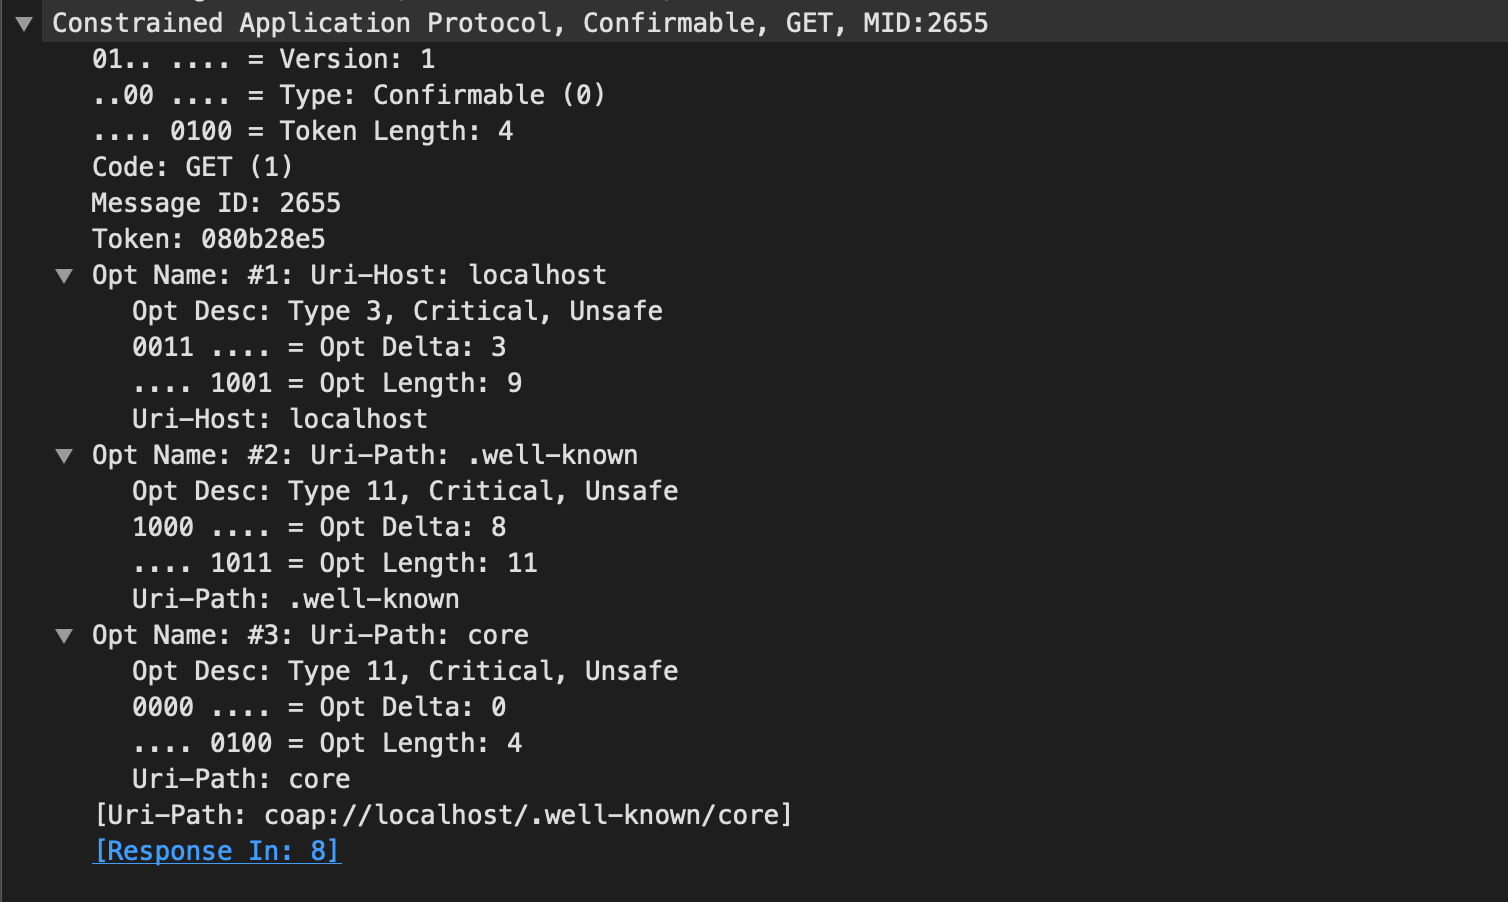 Constrained Application Protocol, Confirmable, GET, MID:2655
01.. .... = Version: 1
..00 .... = Type: Confirmable (0)
.... 0100 = Token Length: 4
Code: GET (1)
Message ID: 2655
Token: 080b28e5
Opt Name: #1: Uri-Host: localhost
Opt Desc: Type 3, Critical, Unsafe
0011 .... = Opt Delta: 3
.... 1001 = Opt Length: 9
Uri-Host: localhost
Opt Name: #2: Uri-Path: .well-known
Opt Desc: Type 11, Critical, Unsafe
1000 .... = Opt Delta: 8
.... 1011 = Opt Length: 11
Uri-Path: .well-known
Opt Name: #3: Uri-Path: core
Opt Desc: Type 11, Critical, Unsafe
0000 .... = Opt Delta: 0
.... 0100 = Opt Length: 4
Uri-Path: core
[Uri-Path: coap://localhost/.well-known/core]
[Response In: 8]